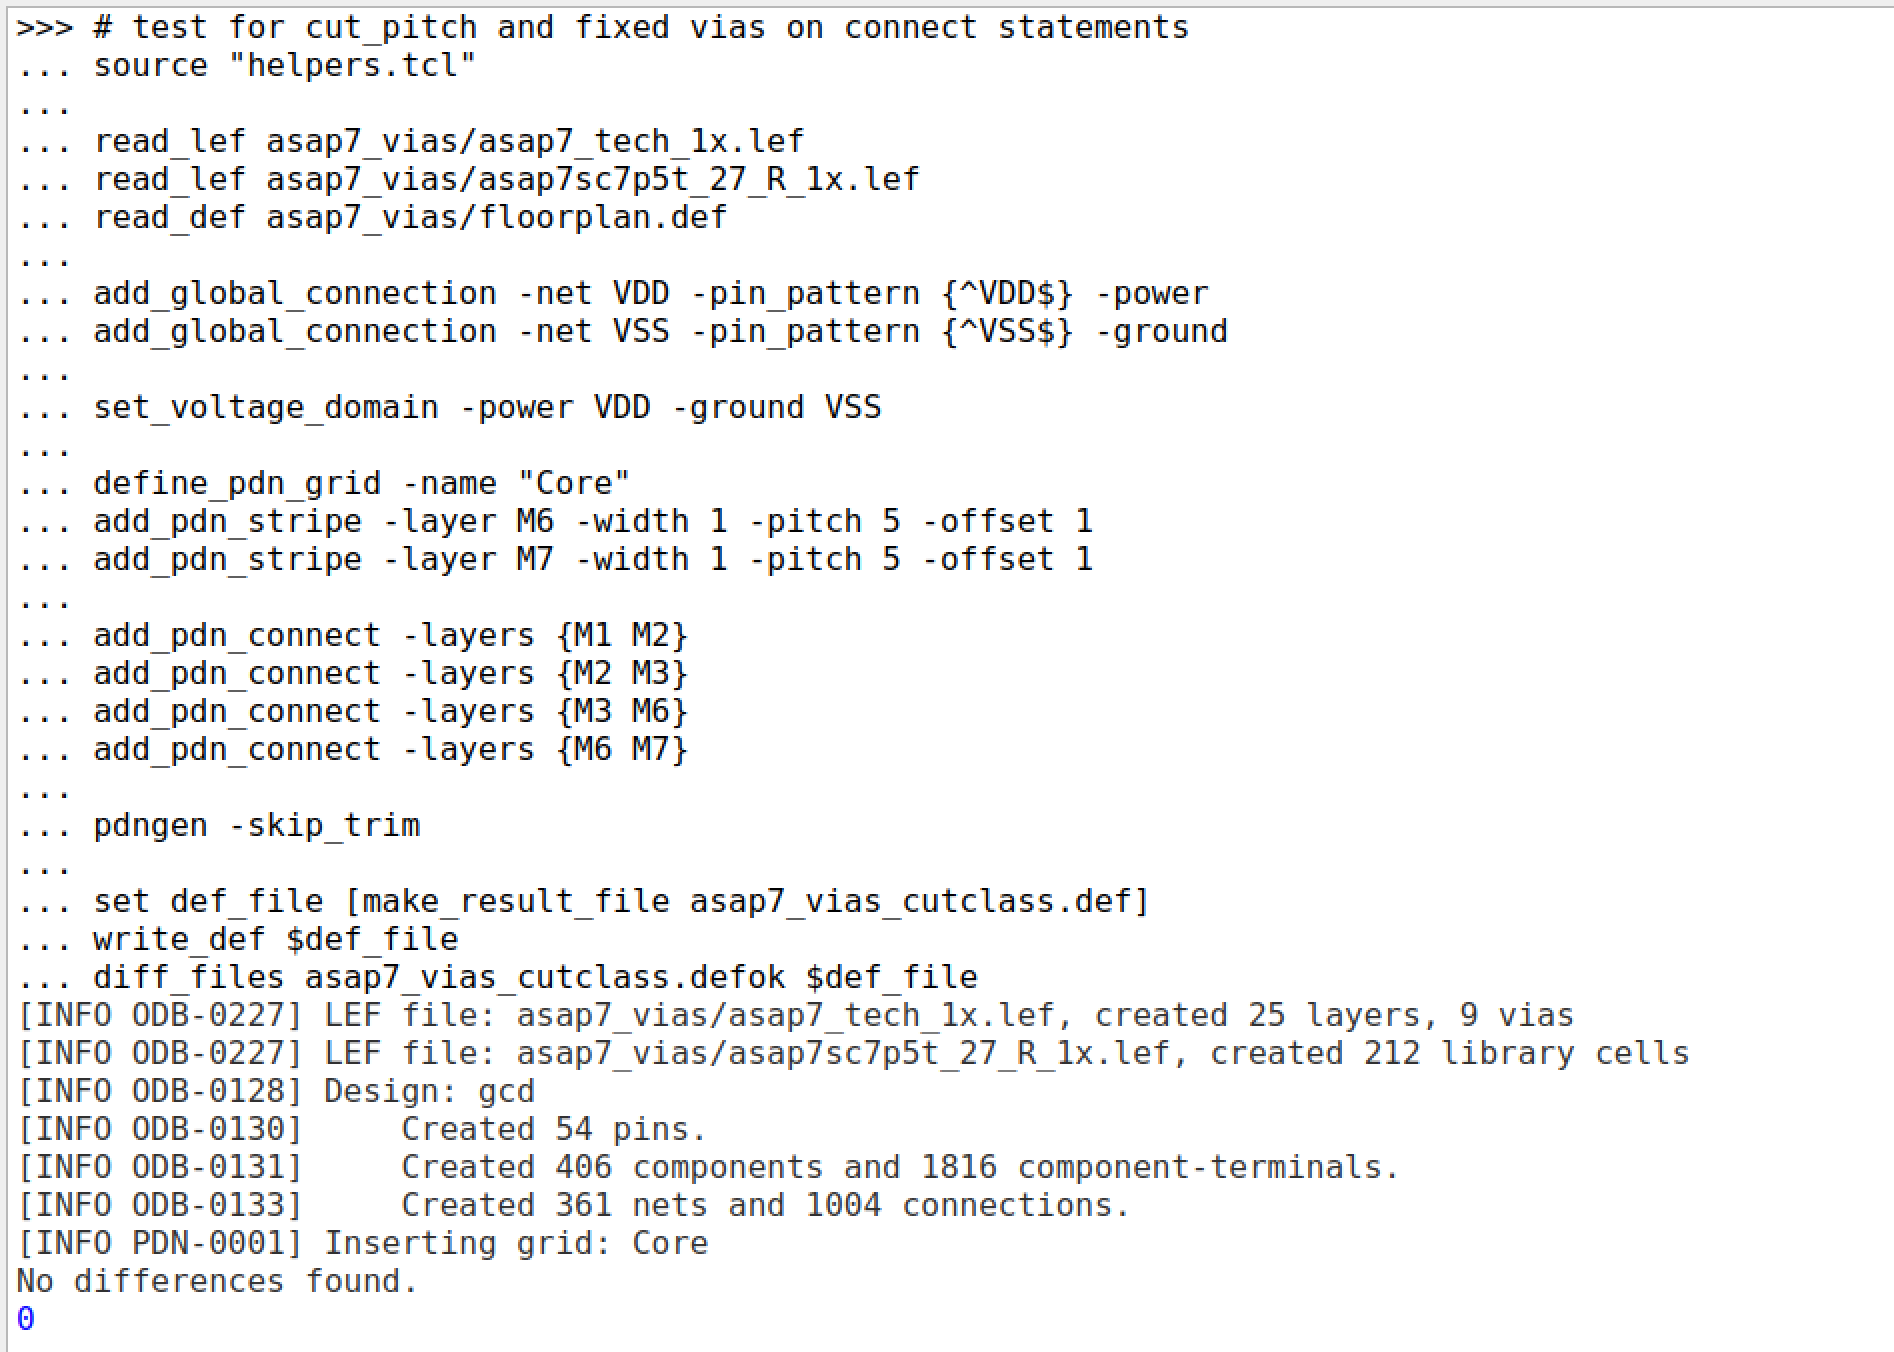 >>> # test for cut_pitch and fixed vias on connect statements
... source "helpers.tcl"
...
... read_lef asap7_vias/asap7_tech_1x.lef
... read_lef asap7_vias/asap7sc7p5t_27_R_1x.lef
... read_def asap7_vias/floorplan.def
...
... add_global_connection -net VDD -pin_pattern {^VDD$} -power
... add_global_connection -net VSS -pin_pattern {^VSS$} -ground
...
... set_voltage_domain -power VDD -ground VSS
...
... define_pdn_grid -name "Core"
... add_pdn_stripe -layer M6 -width 1 -pitch 5 -offset 1
... add_pdn_stripe -layer M7 -width 1 -pitch 5 -offset 1
...
... add_pdn_connect -layers {M1 M2}
... add_pdn_connect -layers {M2 M3}
... add_pdn_connect -layers {M3 M6}
... add_pdn_connect -layers {M6 M7}
...
... pdngen -skip_trim
...
... set def_file [make_result_file asap7_vias_cutclass.def]
... write_def $def_file
... diff_files asap7_vias_cutclass.defok $def_file
[INFO ODB-0227] LEF file: asap7_vias/asap7_tech_1x.lef, created 25 layers, 9 vias
[INFO ODB-0227] LEF file: asap7_vias/asap7sc7p5t_27_R_1x.lef, created 212 library cells
[INFO ODB-0128] Design: gcd
[INFO ODB-0130]     Created 54 pins.
[INFO ODB-0131]     Created 406 components and 1816 component-terminals.
[INFO ODB-0133]     Created 361 nets and 1004 connections.
[INFO PDN-0001] Inserting grid: Core
No differences found.
0